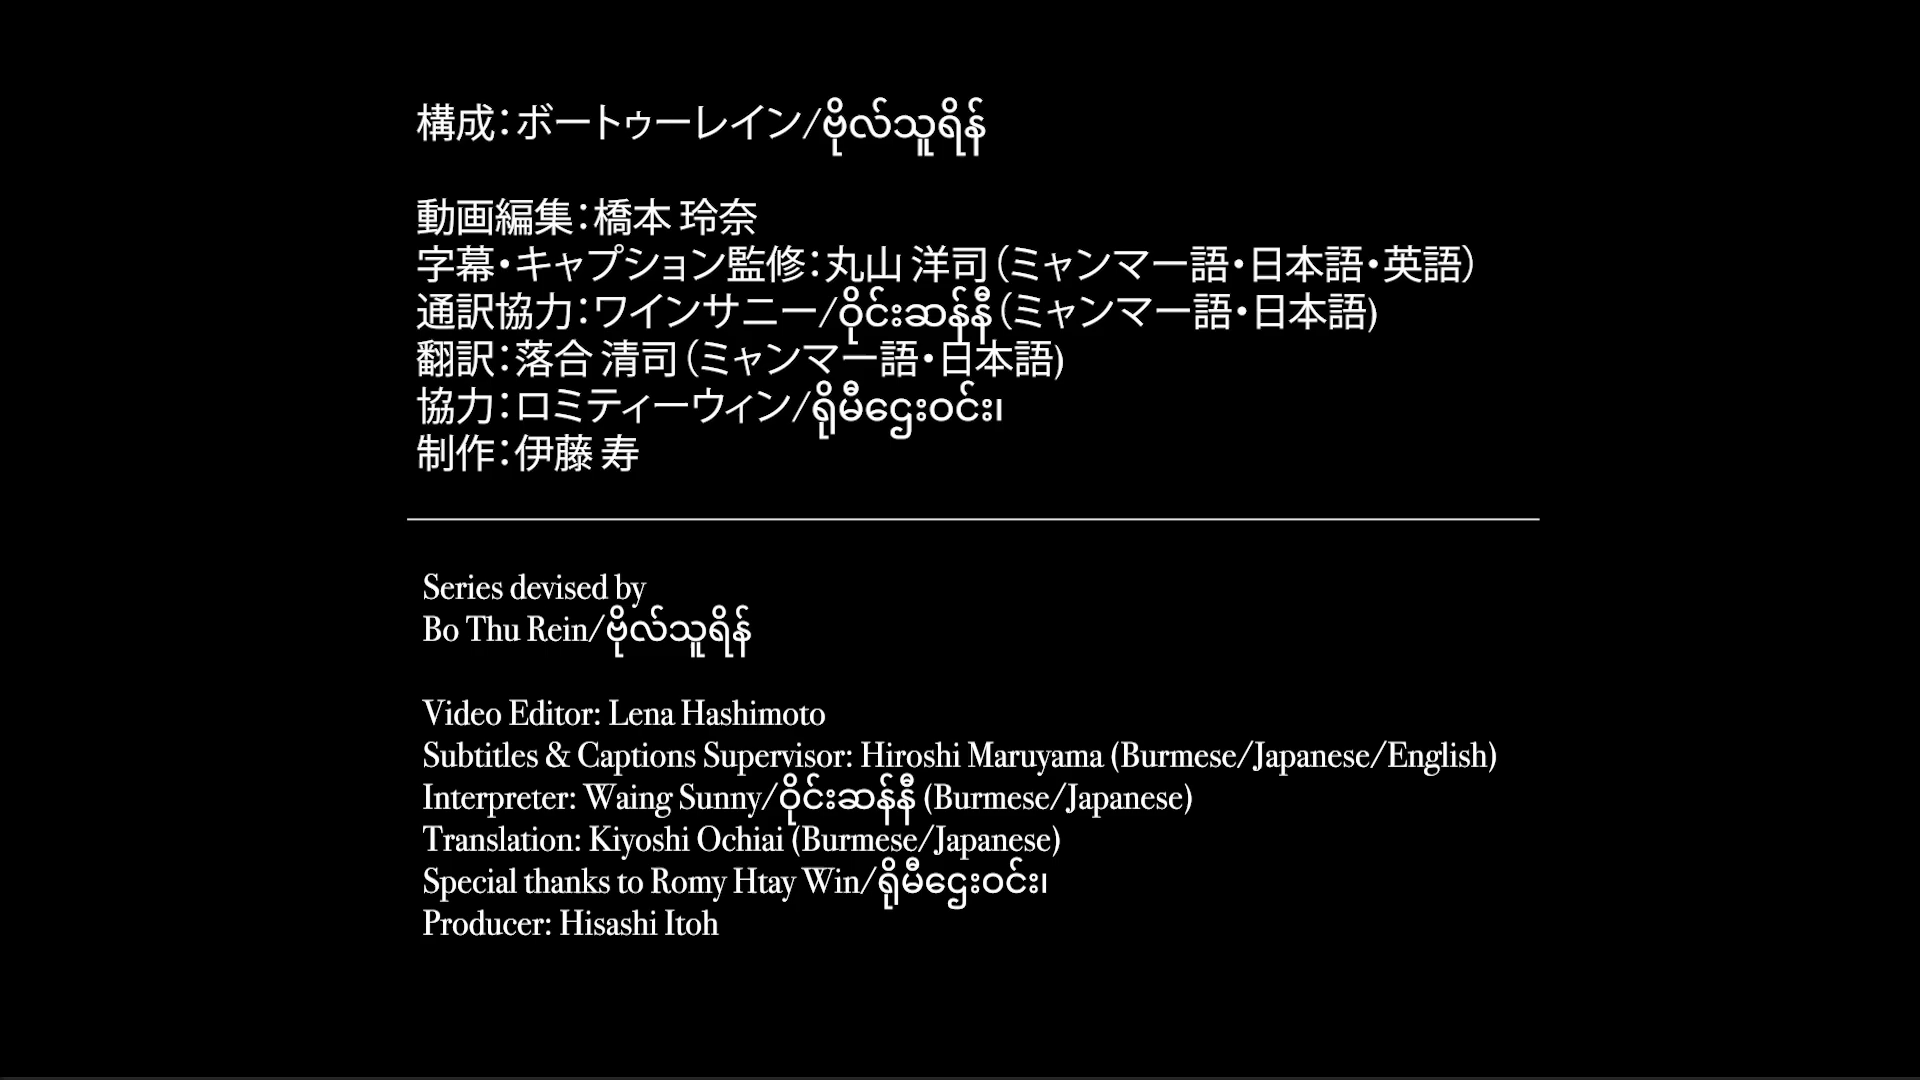 構成：ボートゥーレイン/ဗိုလ်သူရိန်
動画編集：橋本 玲奈
字幕・キャプション監修：丸山 洋司（ミャンマー語・日本語・英語）
通訳協力：ワインサニー/ဝိုင်းဆန်နီ（ミャンマー語・日本語)
翻訳：落合 清司（ミャンマー語・日本語)
協力：ロミティーウィン/ရိုမီဌေးဝင်း၊
制作：伊藤 寿
Series devised by
Bo Thu Rein/ဗိုလ်သူရိန်
Video Editor: Lena Hashimoto
Subtitles & Captions Supervisor: Hiroshi Maruyama (Burmese/Japanese/English)
Interpreter: Waing Sunny/ဝိုင်းဆန်နီ (Burmese/Japanese)
Translation: Kiyoshi Ochiai (Burmese/Japanese)
Special thanks to Romy Htay Win/ရိုမီဌေးဝင်း၊
Producer: Hisashi Itoh